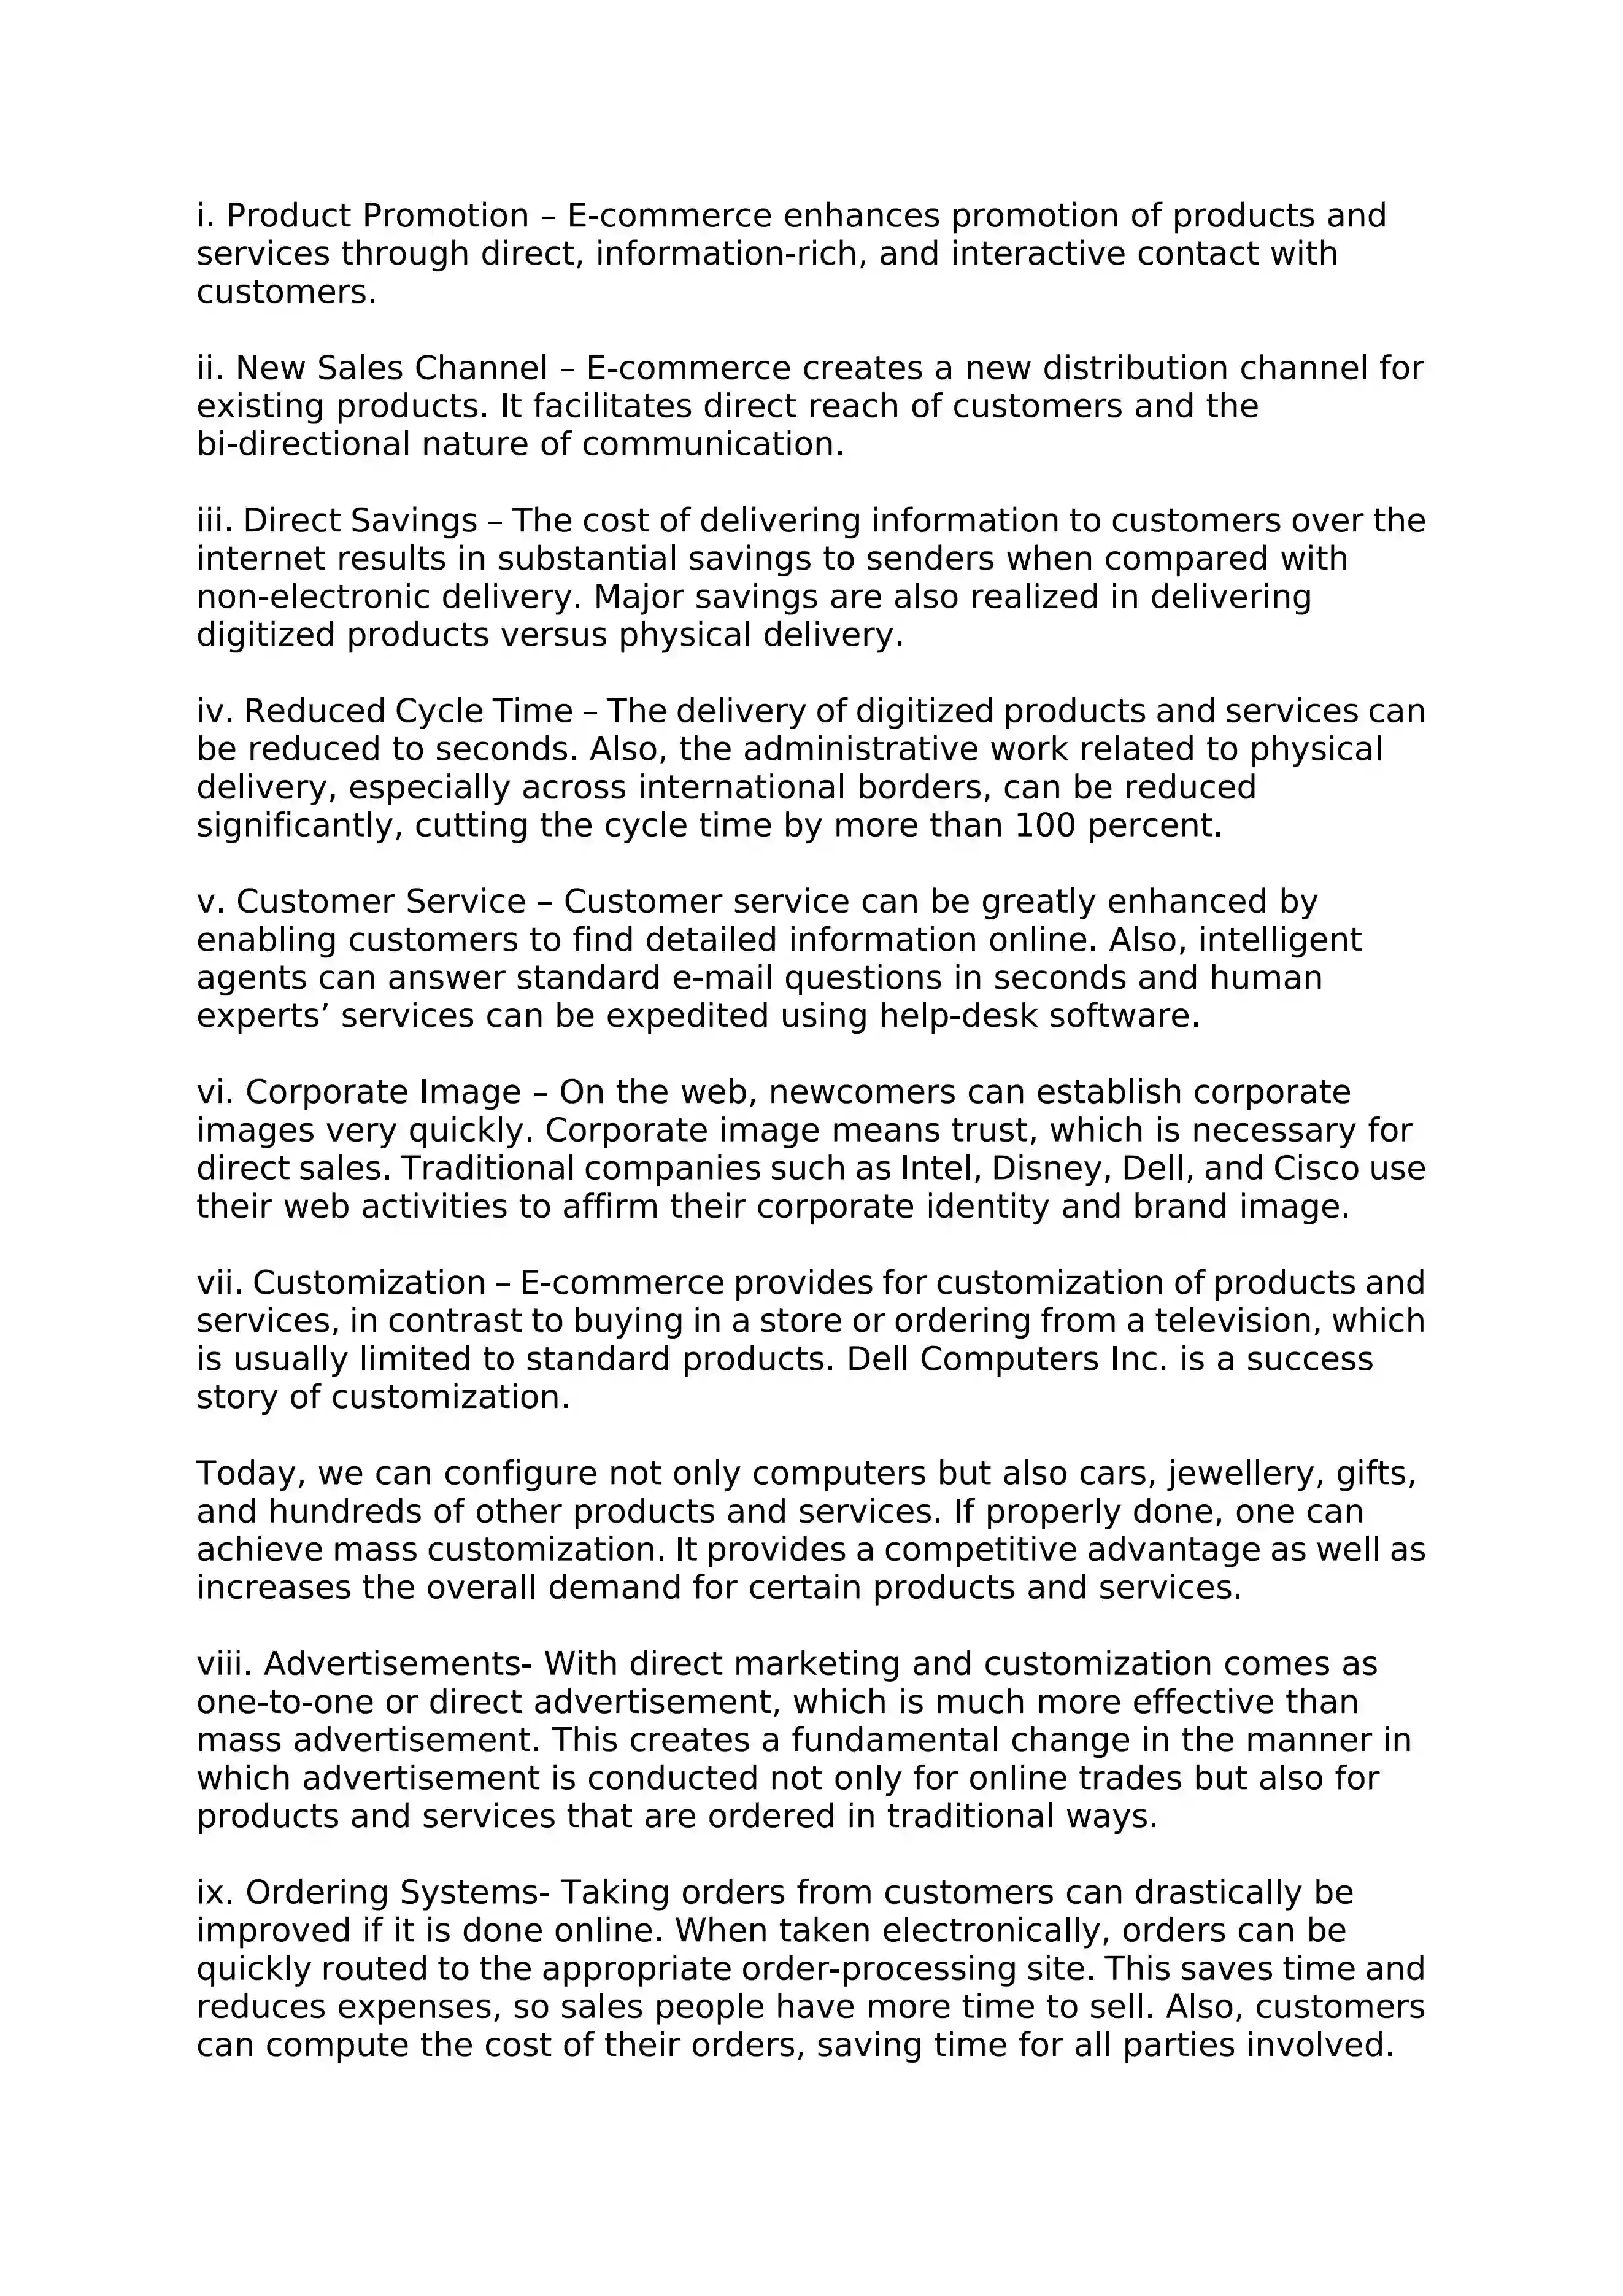 i. Product Promotion – E-commerce enhances promotion of products and
services through direct, information-rich, and interactive contact with
customers.
ii. New Sales Channel – E-commerce creates a new distribution channel for
existing products. It facilitates direct reach of customers and the
bi-directional nature of communication.
iii. Direct Savings – The cost of delivering information to customers over the
internet results in substantial savings to senders when compared with
non-electronic delivery. Major savings are also realized in delivering
digitized products versus physical delivery.
iv. Reduced Cycle Time – The delivery of digitized products and services can
be reduced to seconds. Also, the administrative work related to physical
delivery, especially across international borders, can be reduced
significantly, cutting the cycle time by more than 100 percent.
v. Customer Service – Customer service can be greatly enhanced by
enabling customers to find detailed information online. Also, intelligent
agents can answer standard e-mail questions in seconds and human
experts’ services can be expedited using help-desk software.
vi. Corporate Image – On the web, newcomers can establish corporate
images very quickly. Corporate image means trust, which is necessary for
direct sales. Traditional companies such as Intel, Disney, Dell, and Cisco use
their web activities to affirm their corporate identity and brand image.
vii. Customization – E-commerce provides for customization of products and
services, in contrast to buying in a store or ordering from a television, which
is usually limited to standard products. Dell Computers Inc. is a success
story of customization.
Today, we can configure not only computers but also cars, jewellery, gifts,
and hundreds of other products and services. If properly done, one can
achieve mass customization. It provides a competitive advantage as well as
increases the overall demand for certain products and services.
viii. Advertisements- With direct marketing and customization comes as
one-to-one or direct advertisement, which is much more effective than
mass advertisement. This creates a fundamental change in the manner in
which advertisement is conducted not only for online trades but also for
products and services that are ordered in traditional ways.
ix. Ordering Systems- Taking orders from customers can drastically be
improved if it is done online. When taken electronically, orders can be
quickly routed to the appropriate order-processing site. This saves time and
reduces expenses, so sales people have more time to sell. Also, customers
can compute the cost of their orders, saving time for all parties involved.